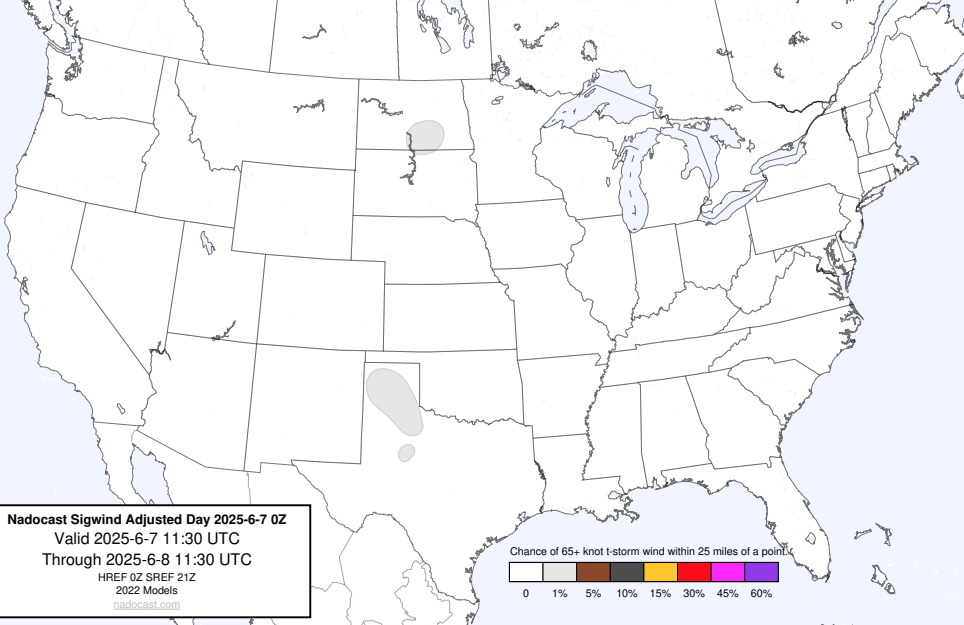 Nadocast Sigwind Adjusted Day 2025-6-7 0Z
Valid 2025-6-7 11:30 UTC
Through 2025-6-8 11:30 UTC
HREF 0Z SREF 21Z
2022 Models
nadocast.com
Chance of 65+ knot t-storm wind within 25 miles of a point.
0 1% 5% 10% 15% 30% 45% 60%